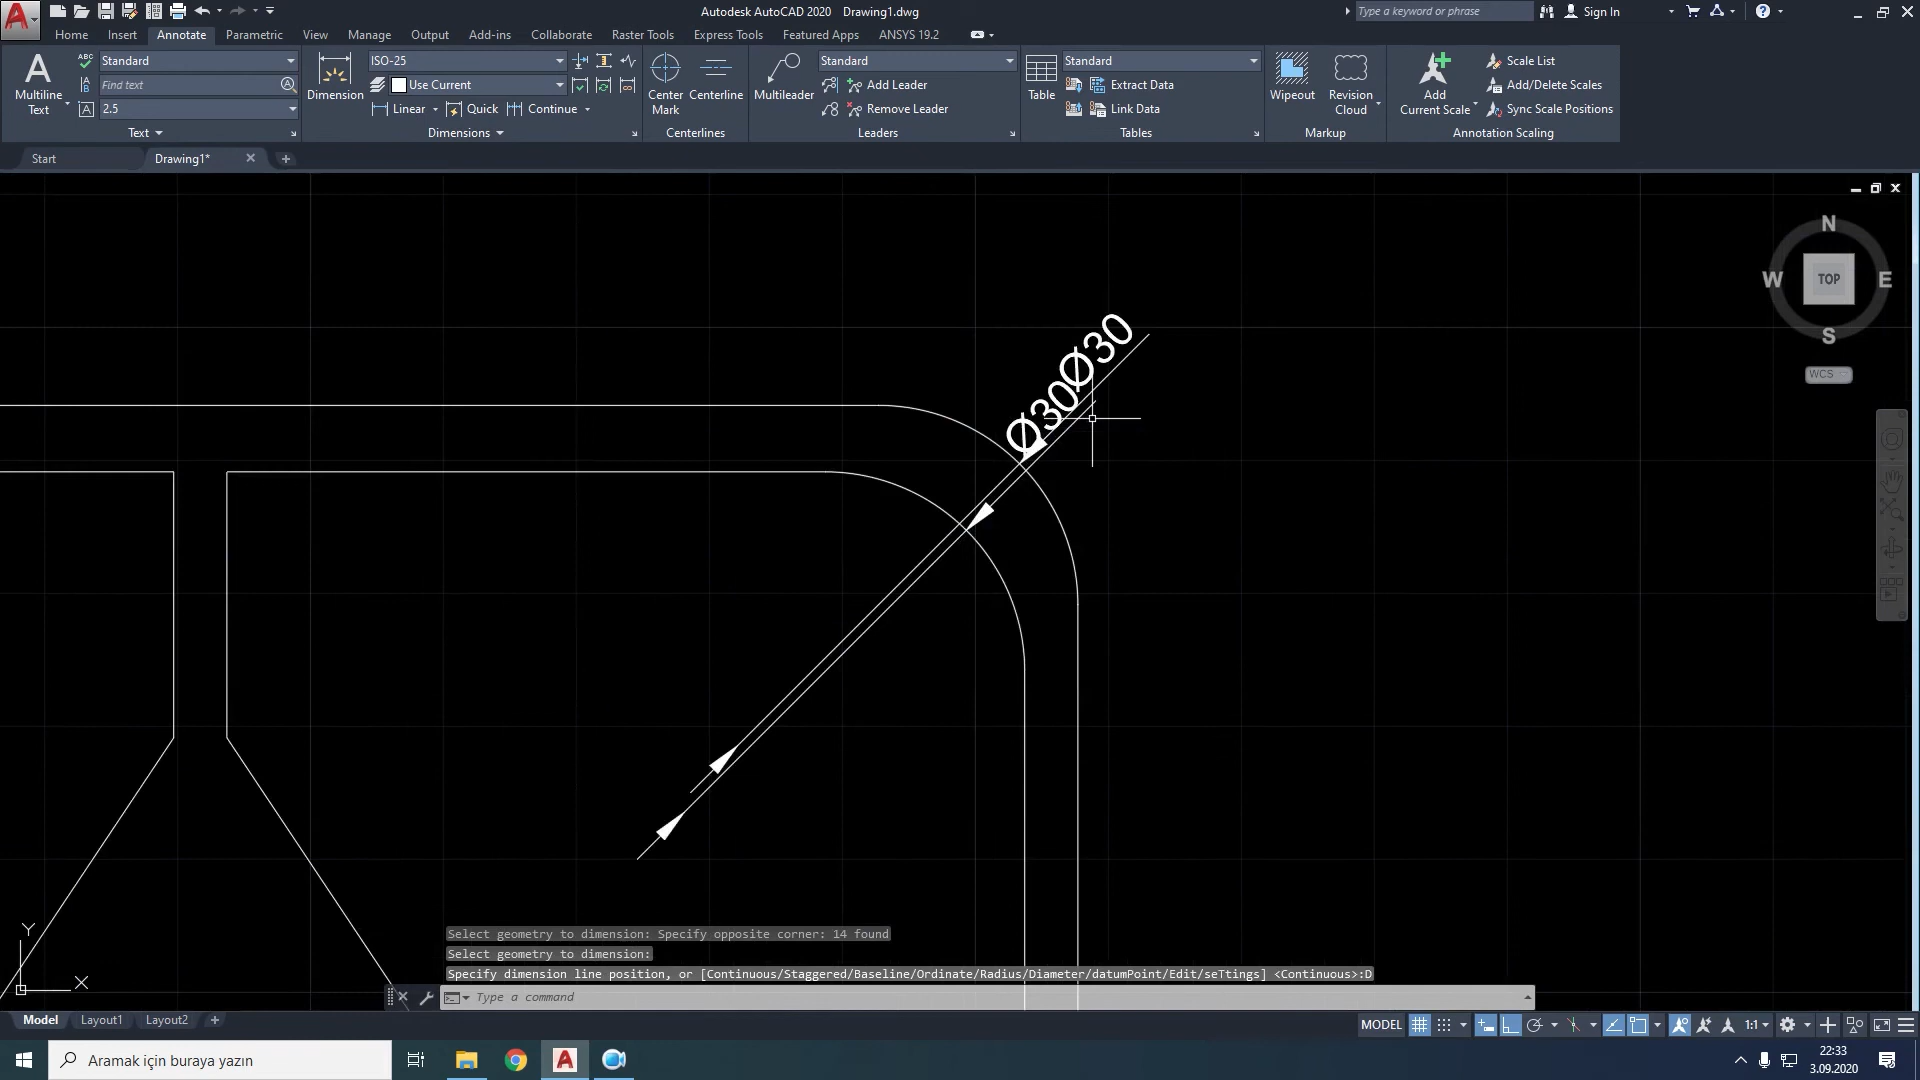 Autodesk AutoCAD 2020 Drawing1.dwg
Type a keyword or phrase
Sign In
Home Insert Annotate Parametric View Manage Output Add-ins Collaborate Raster Tools Express Tools Featured Apps ANSYS 19.2
Multiline Text
Standard
Find text
2.5
Text
Dimension
ISO-25
Use Current
Linear Quick Continue
Dimensions
Center Mark
Centerline
Centerlines
Multileader
Standard
Add Leader
Remove Leader
Leaders
Table
Standard
Extract Data
Link Data
Tables
Wipeout
Revision Cloud
Markup
Add Current Scale
Scale List
Add/Delete Scales
Sync Scale Positions
Annotation Scaling
Start
Drawing1*
N
W TOP E
S
WCS
Ø30
Ø30
Y
X
Select geometry to dimension: Specify opposite corner: 14 found
Select geometry to dimension:
Specify dimension line position, or [Continuous/Staggered/Baseline/Ordinate/Radius/Diameter/datumPoint/Edit/seTtings] <Continuous>:D
Type a command
Model Layout1 Layout2
MODEL
1:1
Aramak için buraya yazın
22:33
3.09.2020